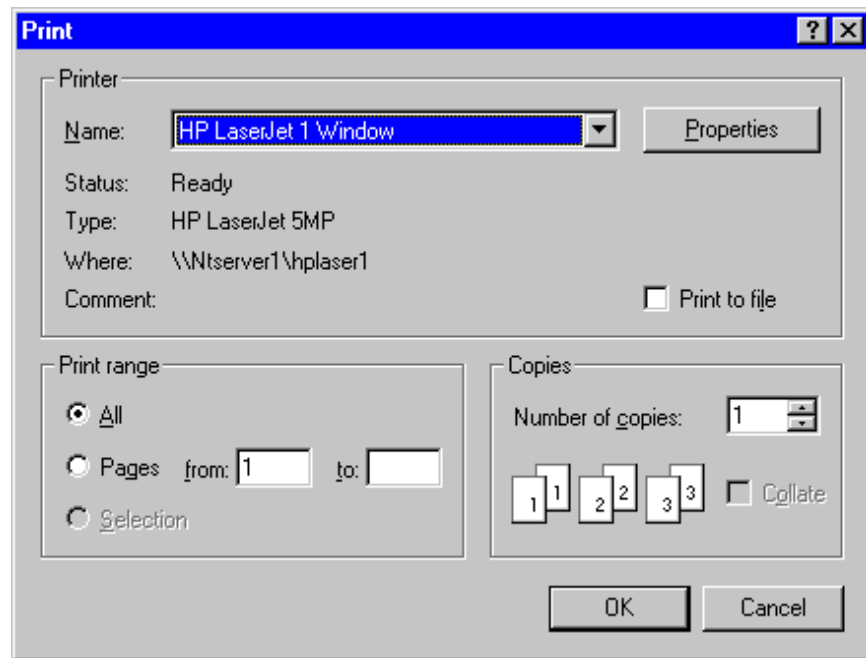 Print
Printer
Name: HP LaserJet 1 Window Properties
Status: Ready
Type: HP LaserJet 5MP
Where: \\Ntserver1\hplaser1
Comment: Print to file
Print range
All
Pages from: 1 to:
Selection
Copies
Number of copies: 1
1 1 2 2 3 3 Collate
OK Cancel